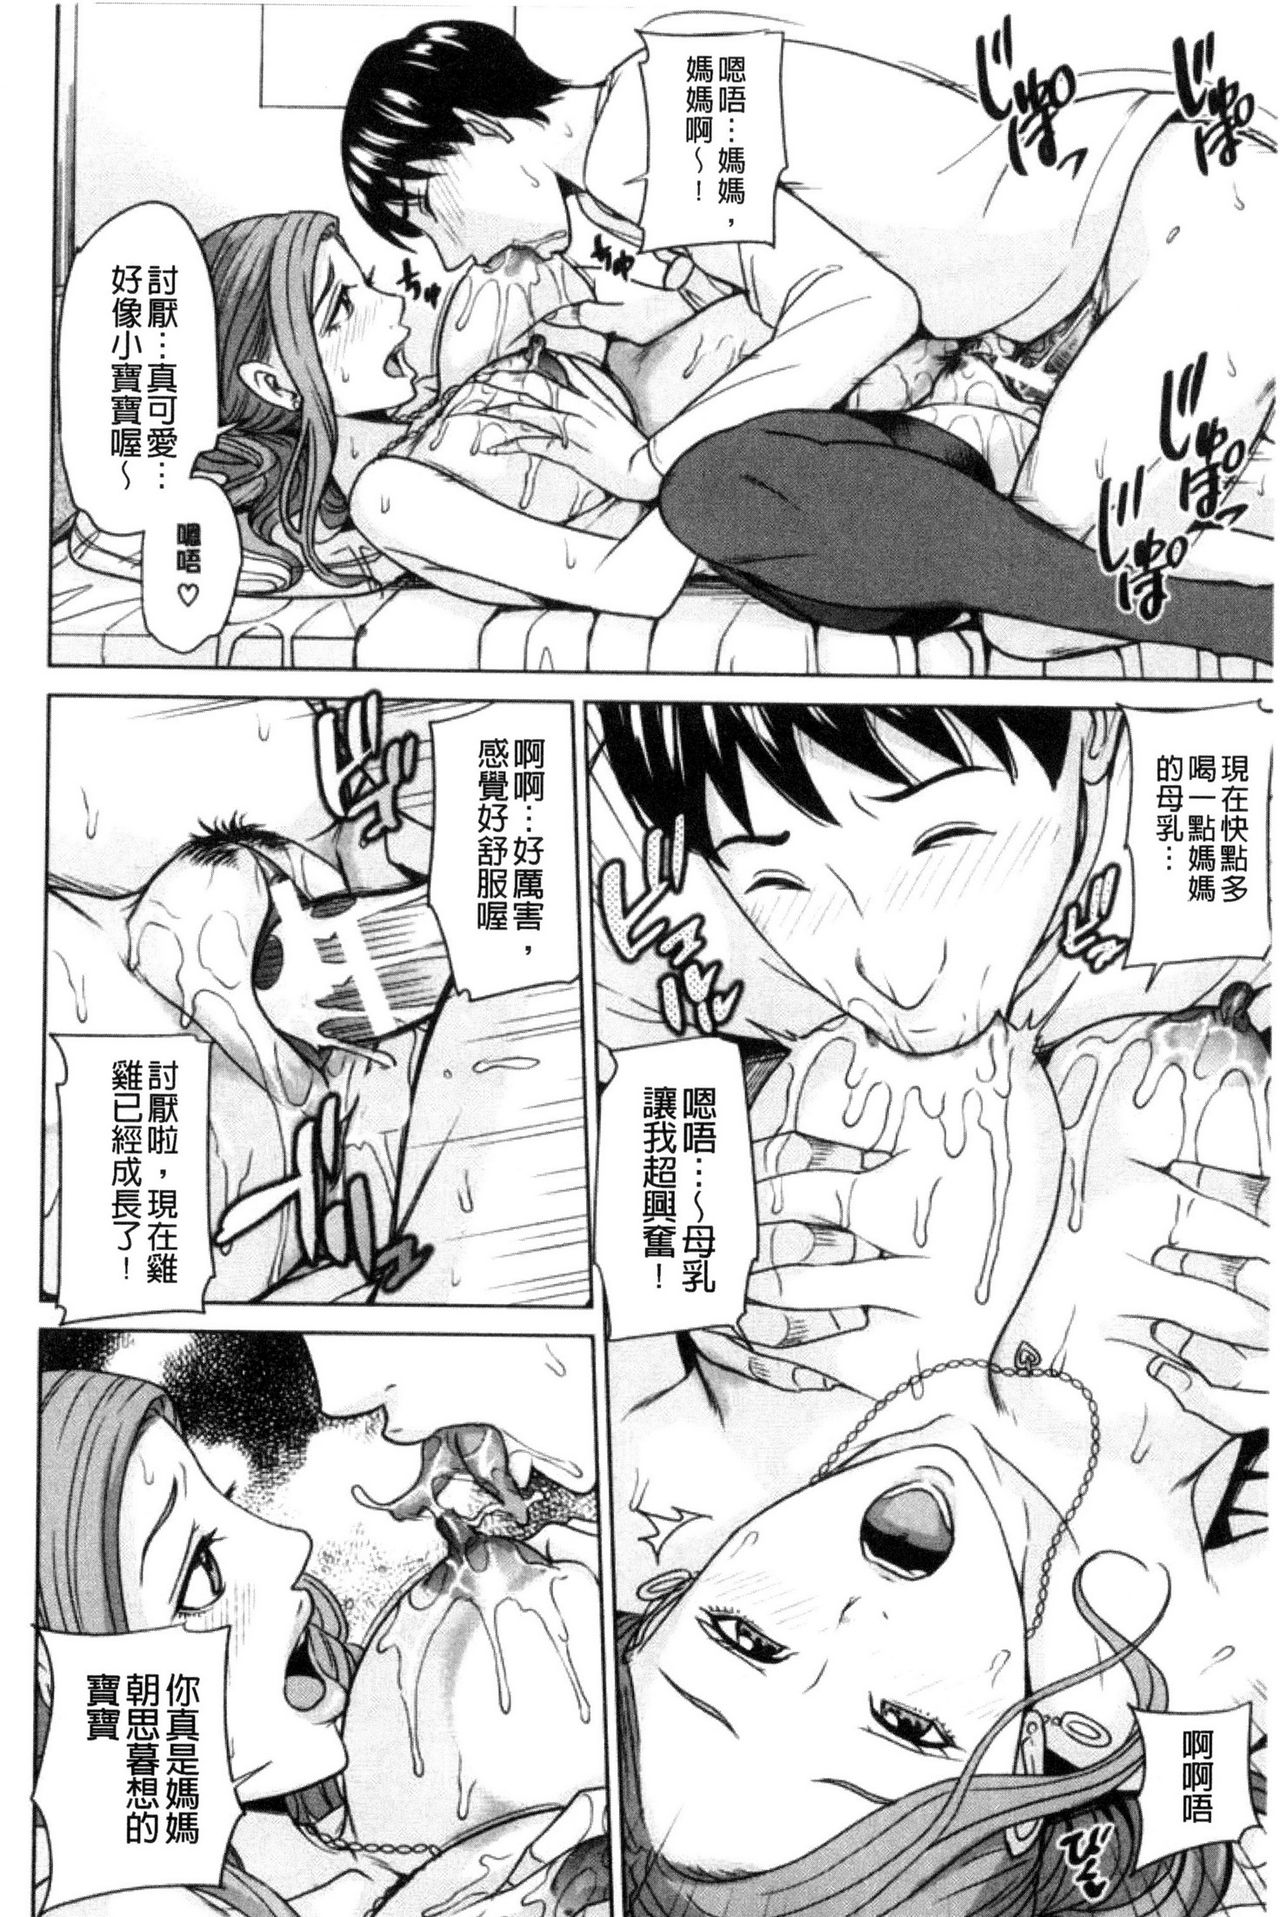 嗯唔…媽媽，
媽媽啊～！
討厭…真可愛…
好像小寶寶喔～
嗯唔♡
現在快點多
喝一點媽媽
的母乳…
嗯唔…～母乳
讓我超興奮！
啊啊唔
啊啊…好厲害，
感覺好舒服喔
討厭啦，現在雞
雞已經成長了！
你真是媽媽
朝思暮想的
寶寶